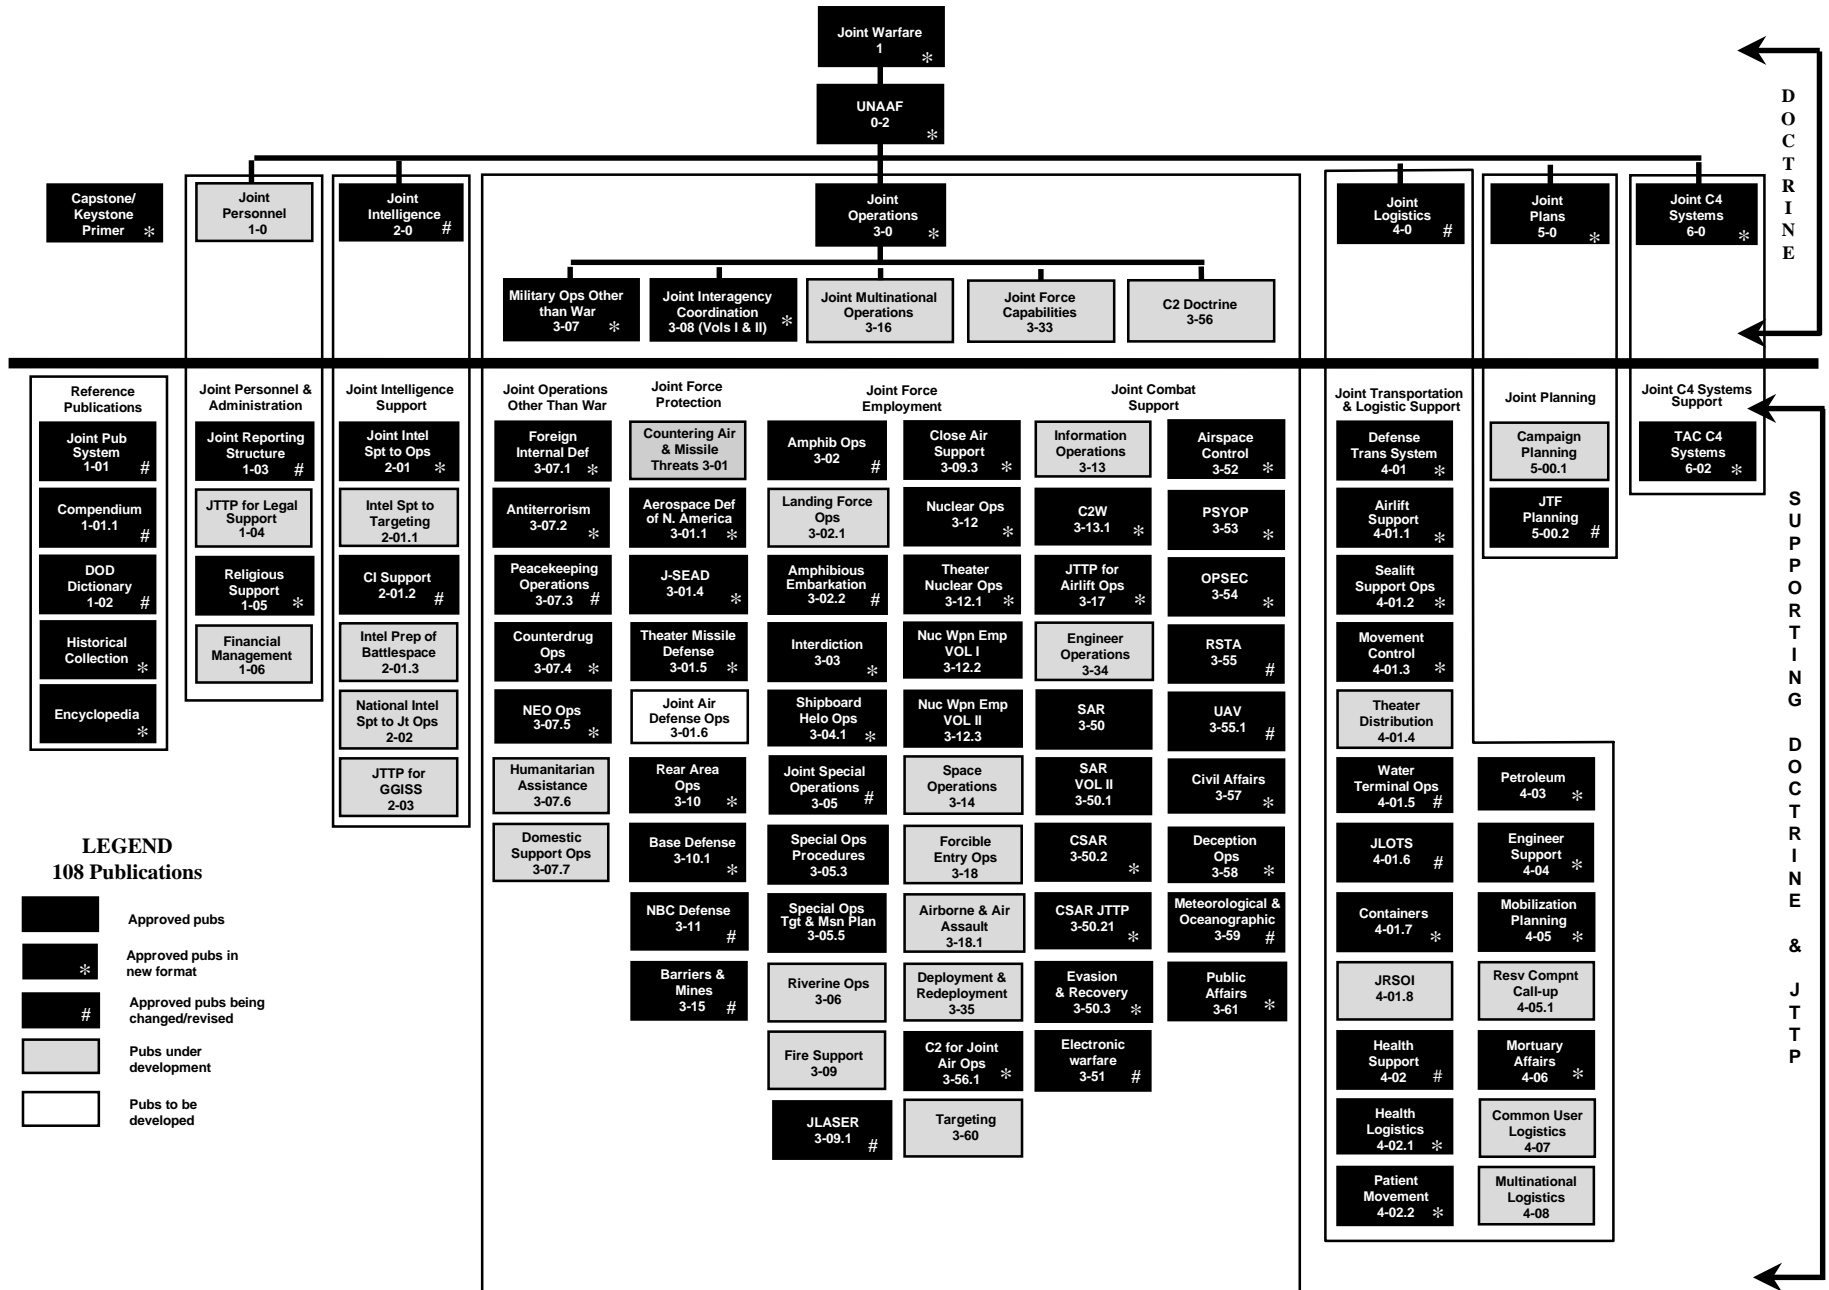 Joint Warfare
1
*
UNAAF
0-2
*
Capstone/
Keystone
Primer *
Joint
Personnel
1-0
Joint
Intelligence
2-0 #
Joint
Operations
3-0 *
Joint
Logistics
4-0 #
Joint
Plans
5-0 *
Joint C4
Systems
6-0 *
Military Ops Other
than War
3-07 *
Joint Interagency
Coordination
3-08 (Vols I & II) *
Joint Multinational
Operations
3-16
Joint Force
Capabilities
3-33
C2 Doctrine
3-56
D
O
C
T
R
I
N
E
Reference
Publications
Joint Pub
System
1-01 #
Compendium
1-01.1
#
DOD
Dictionary
1-02 #
Historical
Collection *
Encyclopedia
*
Joint Personnel &
Administration
Joint Reporting
Structure
1-03 #
JTTP for Legal
Support
1-04
Religious
Support
1-05 *
Financial
Management
1-06
Joint Intelligence
Support
Joint Intel
Spt to Ops
2-01 *
Intel Spt to
Targeting
2-01.1
CI Support
2-01.2 #
Intel Prep of
Battlespace
2-01.3
National Intel
Spt to Jt Ops
2-02
JTTP for
GGISS
2-03
Joint Operations
Other Than War
Foreign
Internal Def
3-07.1 *
Antiterrorism
3-07.2 *
Peacekeeping
Operations
3-07.3 #
Counterdrug
Ops
3-07.4 *
NEO Ops
3-07.5 *
Humanitarian
Assistance
3-07.6
Domestic
Support Ops
3-07.7
Joint Force
Protection
Countering Air
& Missile
Threats 3-01
Aerospace Def
of N. America
3-01.1 *
J-SEAD
3-01.4 *
Theater Missile
Defense
3-01.5 *
Joint Air
Defense Ops
3-01.6
Rear Area
Ops
3-10 *
Base Defense
3-10.1 *
NBC Defense
3-11 #
Barriers &
Mines
3-15 #
Joint Force
Employment
Amphib Ops
3-02 #
Landing Force
Ops
3-02.1
Amphibious
Embarkation
3-02.2 #
Interdiction
3-03 *
Shipboard
Helo Ops
3-04.1 *
Joint Special
Operations
3-05 #
Special Ops
Procedures
3-05.3
Special Ops
Tgt & Msn Plan
3-05.5
Riverine Ops
3-06
Fire Support
3-09
JLASER
3-09.1 #
Close Air
Support
3-09.3 *
Nuclear Ops
3-12 *
Theater
Nuclear Ops
3-12.1 *
Nuc Wpn Emp
VOL I
3-12.2
Nuc Wpn Emp
VOL II
3-12.3
Space
Operations
3-14
Forcible
Entry Ops
3-18
Airborne & Air
Assault
3-18.1
Deployment &
Redeployment
3-35
C2 for Joint
Air Ops
3-56.1 *
Targeting
3-60
Joint Combat
Support
Information
Operations
3-13
C2W
3-13.1 *
JTTP for
Airlift Ops
3-17 *
Engineer
Operations
3-34
SAR
3-50
SAR
VOL II
3-50.1
CSAR
3-50.2 *
CSAR JTTP
3-50.21
*
Evasion
& Recovery
3-50.3 *
Electronic
warfare
3-51 #
Airspace
Control
3-52 *
PSYOP
3-53 *
OPSEC
3-54 *
RSTA
3-55 #
UAV
3-55.1 #
Civil Affairs
3-57 *
Deception
Ops
3-58 *
Meteorological &
Oceanographic
3-59 #
Public
Affairs
3-61 *
Joint Transportation
& Logistic Support
Defense
Trans System
4-01 *
Airlift
Support
4-01.1 *
Sealift
Support Ops
4-01.2 *
Movement
Control
4-01.3 *
Theater
Distribution
4-01.4
Water
Terminal Ops
4-01.5 #
JLOTS
4-01.6 #
Containers
4-01.7 *
JRSOI
4-01.8
Health
Support
4-02 #
Health
Logistics
4-02.1 *
Patient
Movement
4-02.2 *
Petroleum
4-03 *
Engineer
Support
4-04 *
Mobilization
Planning
4-05 *
Resv Compnt
Call-up
4-05.1
Mortuary
Affairs
4-06 *
Common User
Logistics
4-07
Multinational
Logistics
4-08
Joint Planning
Campaign
Planning
5-00.1
JTF
Planning
5-00.2 #
Joint C4 Systems
Support
TAC C4
Systems
6-02 *
S
U
P
P
O
R
T
I
N
G
D
O
C
T
R
I
N
E
&
J
T
T
P
LEGEND
108 Publications
Approved pubs
*
Approved pubs in
new format
#
Approved pubs being
changed/revised
Pubs under
development
Pubs to be
developed